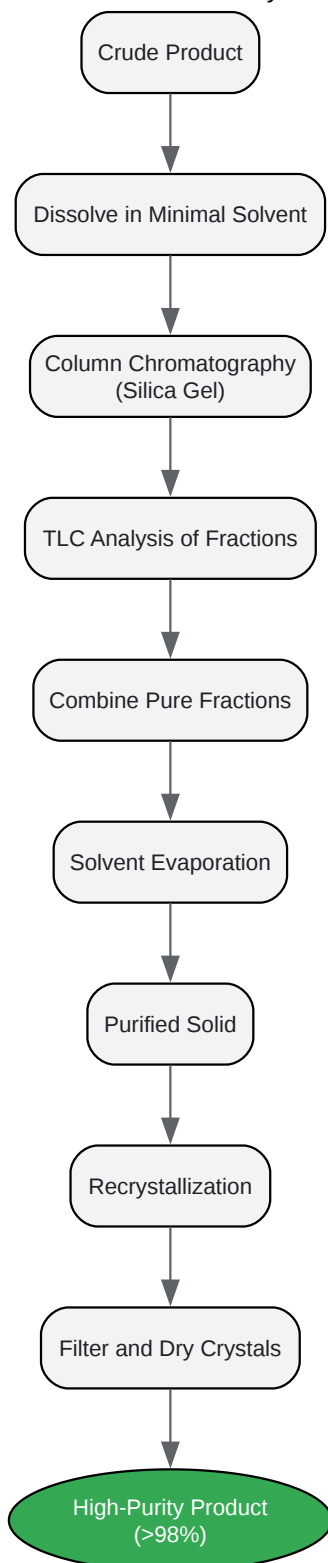 Crude Product
Dissolve in Minimal Solvent
Column Chromatography
(Silica Gel)
TLC Analysis of Fractions
Combine Pure Fractions
Solvent Evaporation
Purified Solid
Recrystallization
Filter and Dry Crystals
High-Purity Product
(>98%)